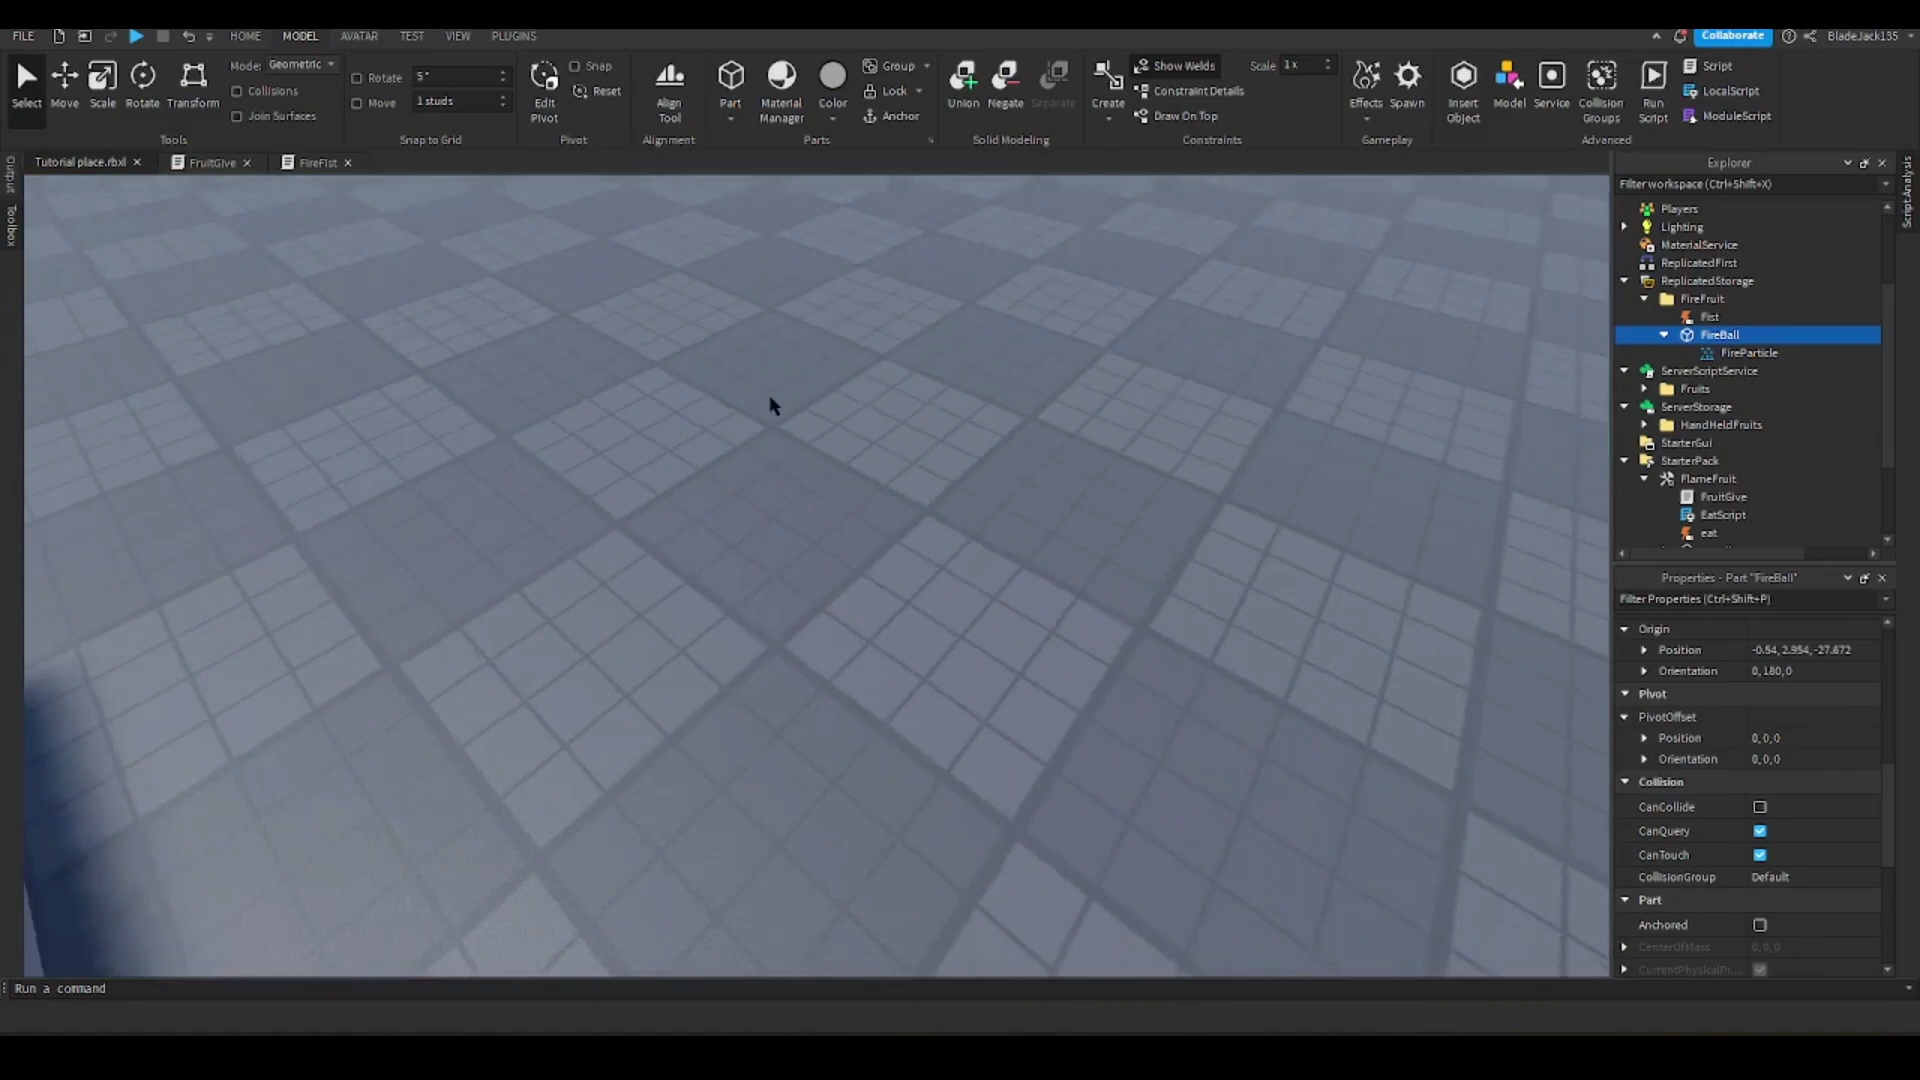 FILE HOME MODEL AVATAR TEST VIEW PLUGINS Collaborate BladeJack135
Select Move Scale Rotate Transform
Mode: Geometric
Collisions
Join Surfaces
Tools
Rotate 5°
Move 1 studs
Snap to Grid
Edit Pivot
Snap
Reset
Pivot
Align Tool
Alignment
Part
Material Manager
Color
Group
Lock
Anchor
Parts
Union Negate Separate
Solid Modeling
Create
Show Welds
Constraint Details
Draw On Top
Scale 1 x
Constraints
Effects Spawn
Gameplay
Insert Object
Model
Service
Collision Groups
Run Script
Script
LocalScript
ModuleScript
Advanced
Output
Toolbox
Tutorial place.rbxl × FruitGive × FireFist ×
Explorer
Script Analysis
Filter workspace (Ctrl+Shift+X)
Players
Lighting
MaterialService
ReplicatedFirst
ReplicatedStorage
FireFruit
Fist
FireBall
FireParticle
ServerScriptService
Fruits
ServerStorage
HandHeldFruits
StarterGui
StarterPack
FlameFruit
FruitGive
EatScript
eat
Properties - Part "FireBall"
Filter Properties (Ctrl+Shift+P)
Origin
Position -0.54, 2.954, -27.672
Orientation 0, 180, 0
Pivot
PivotOffset
Position 0, 0, 0
Orientation 0, 0, 0
Collision
CanCollide
CanQuery
CanTouch
CollisionGroup Default
Part
Anchored
CenterOfMass 0, 0, 0
CurrentPhysicalPr...
Run a command